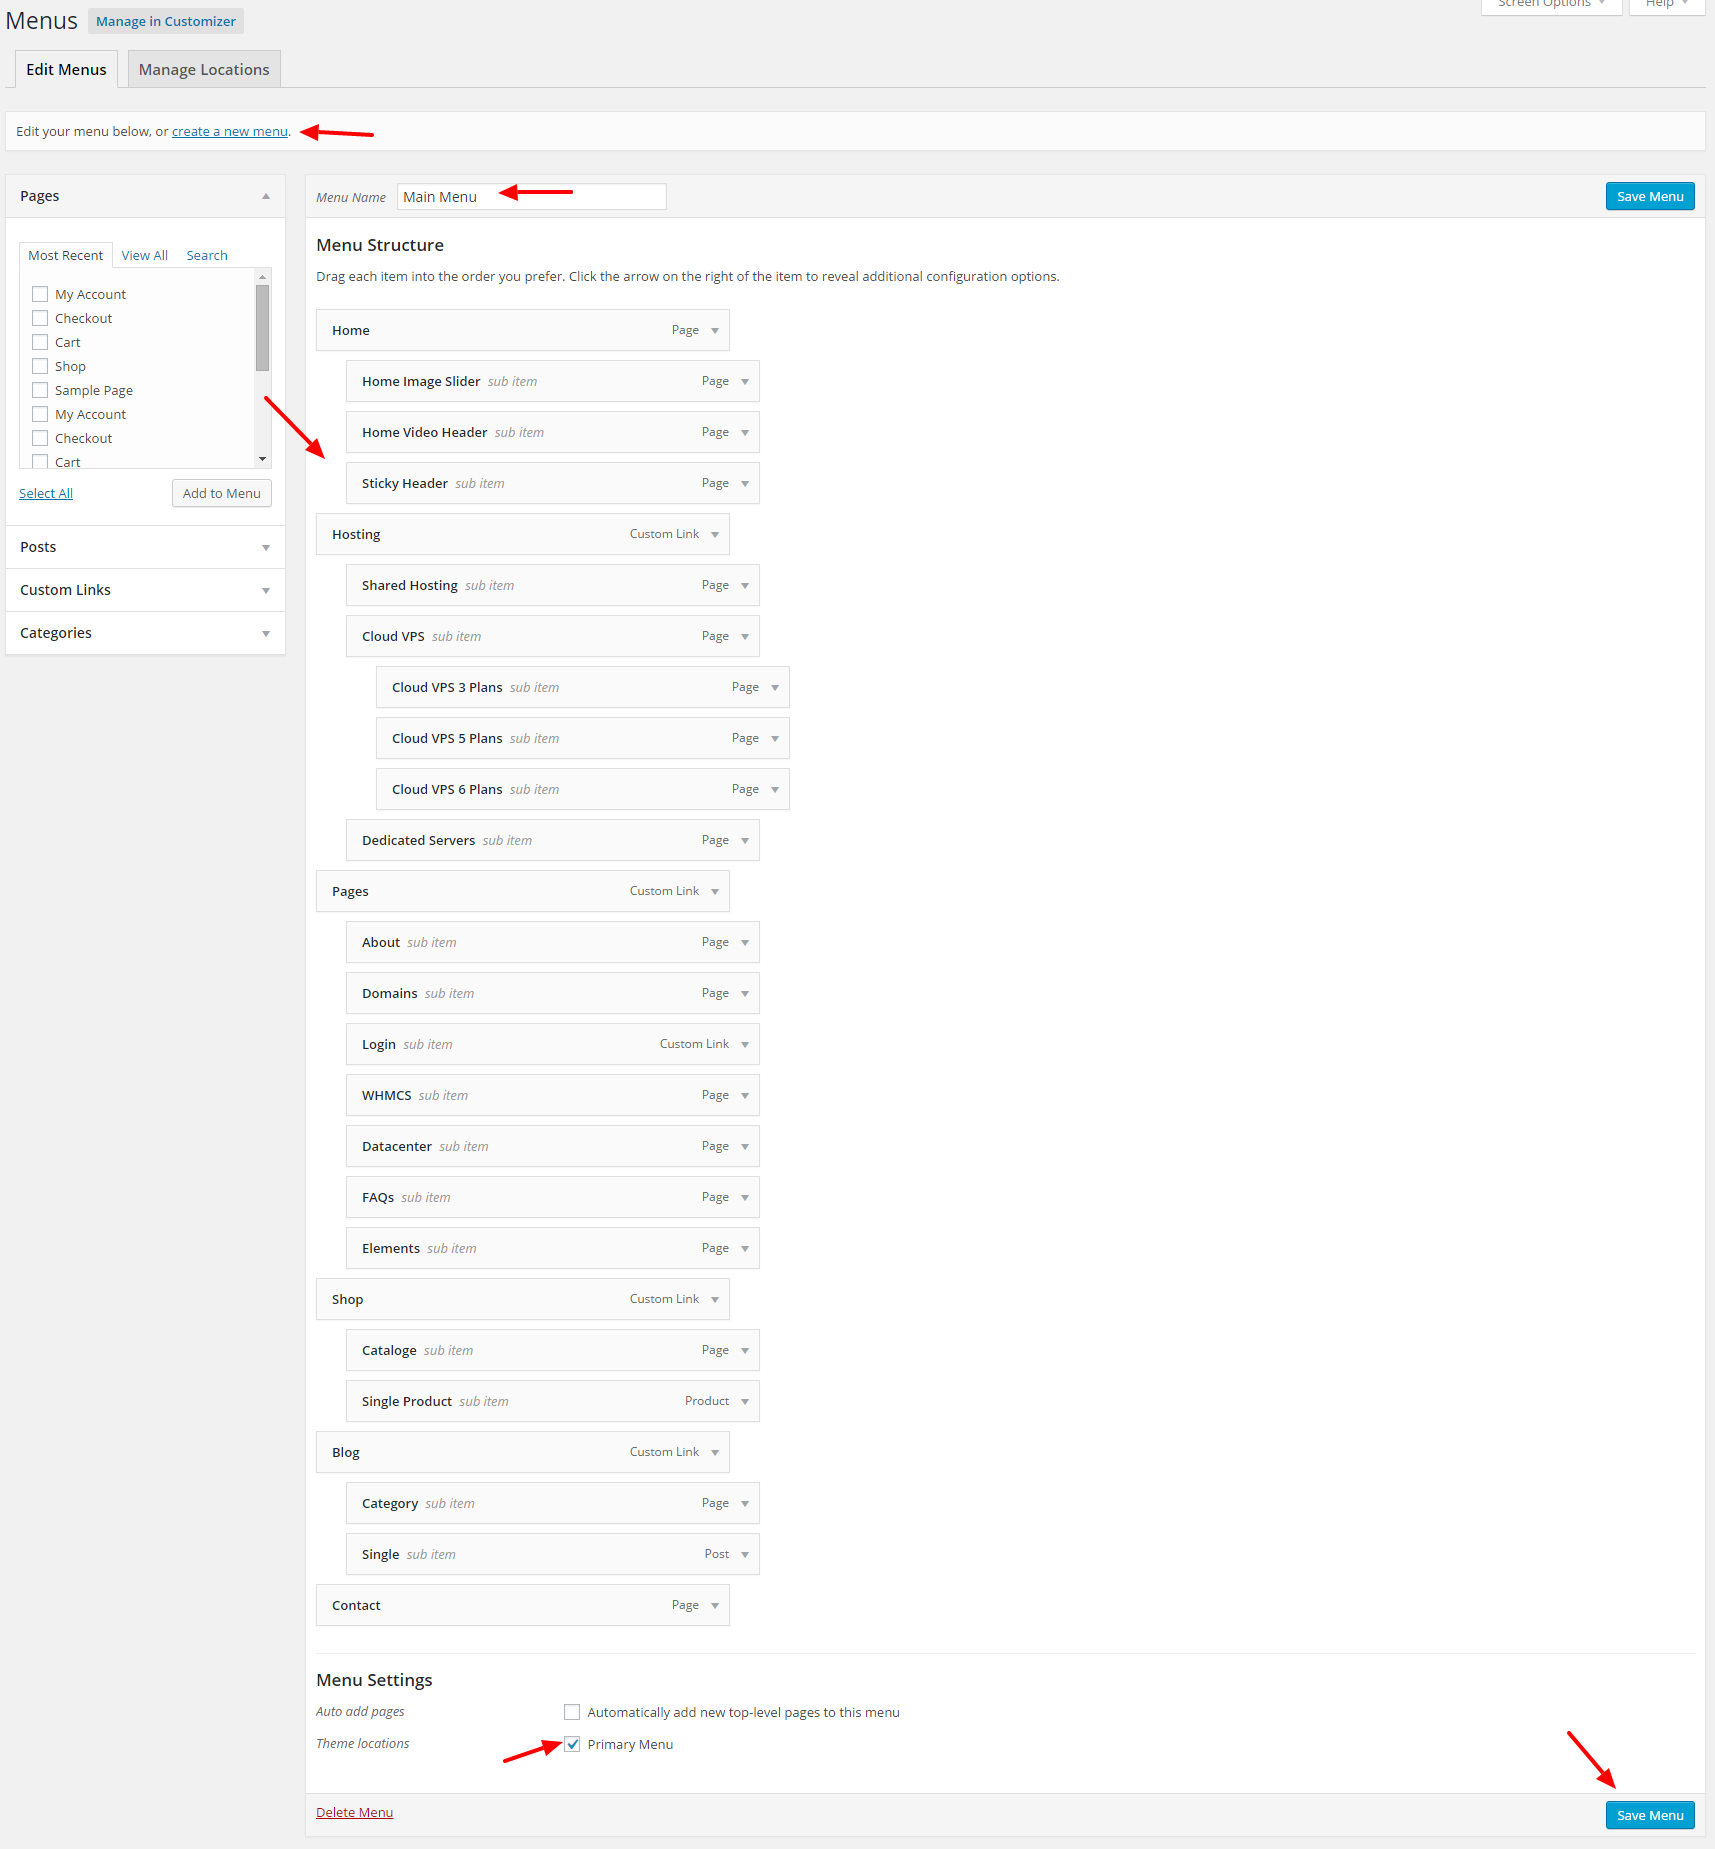 Screen Options Help
Menus Manage in Customizer
Edit Menus Manage Locations
Edit your menu below, or create a new menu.
Pages
Most Recent View All Search
My Account
Checkout
Cart
Shop
Sample Page
My Account
Checkout
Cart
Select All Add to Menu
Posts
Custom Links
Categories
Menu Name Main Menu Save Menu
Menu Structure
Drag each item into the order you prefer. Click the arrow on the right of the item to reveal additional configuration options.
Home Page
Home Image Slider sub item Page
Home Video Header sub item Page
Sticky Header sub item Page
Hosting Custom Link
Shared Hosting sub item Page
Cloud VPS sub item Page
Cloud VPS 3 Plans sub item Page
Cloud VPS 5 Plans sub item Page
Cloud VPS 6 Plans sub item Page
Dedicated Servers sub item Page
Pages Custom Link
About sub item Page
Domains sub item Page
Login sub item Custom Link
WHMCS sub item Page
Datacenter sub item Page
FAQs sub item Page
Elements sub item Page
Shop Custom Link
Cataloge sub item Page
Single Product sub item Product
Blog Custom Link
Category sub item Page
Single sub item Post
Contact Page
Menu Settings
Auto add pages Automatically add new top-level pages to this menu
Theme locations Primary Menu
Delete Menu Save Menu